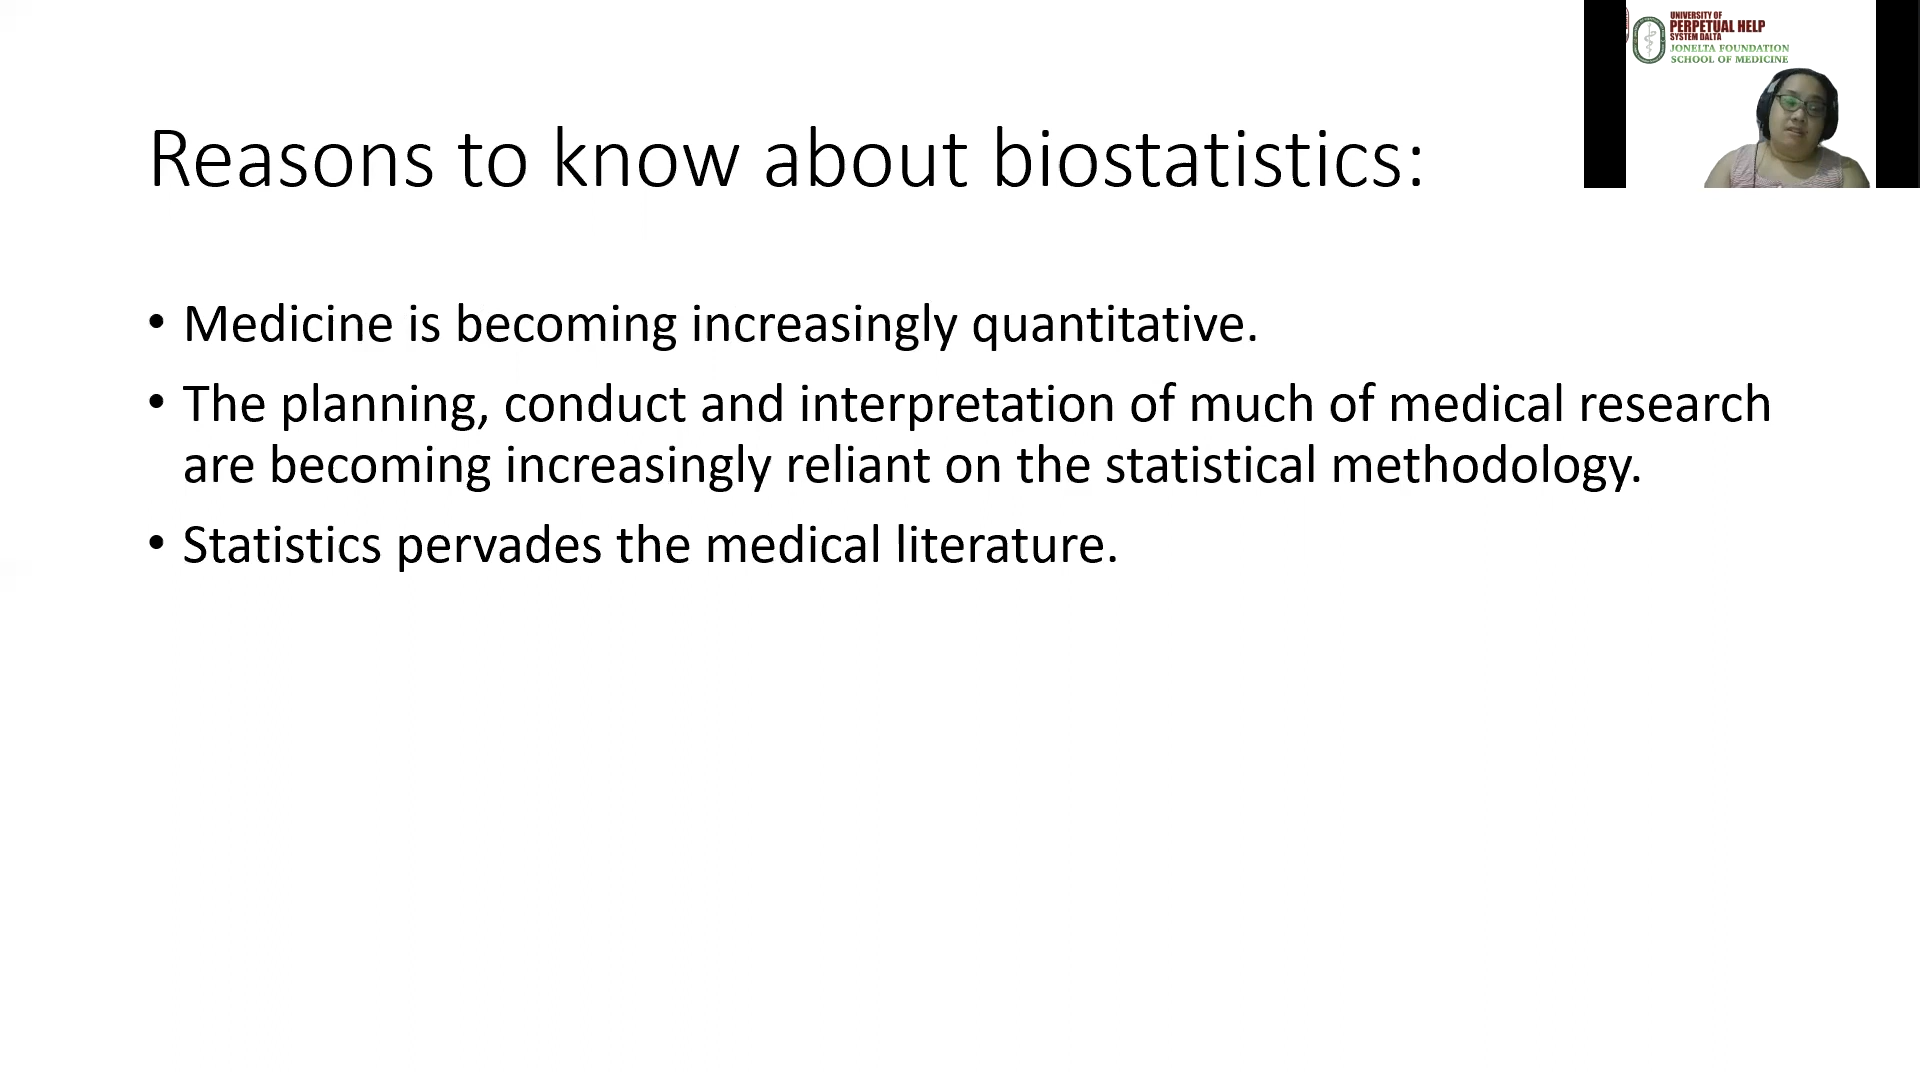 UNIVERSITY OF
PERPETUAL HELP
SYSTEM DALTA
JONELTA FOUNDATION
SCHOOL OF MEDICINE
Reasons to know about biostatistics:
• Medicine is becoming increasingly quantitative.
• The planning, conduct and interpretation of much of medical research
are becoming increasingly reliant on the statistical methodology.
• Statistics pervades the medical literature.